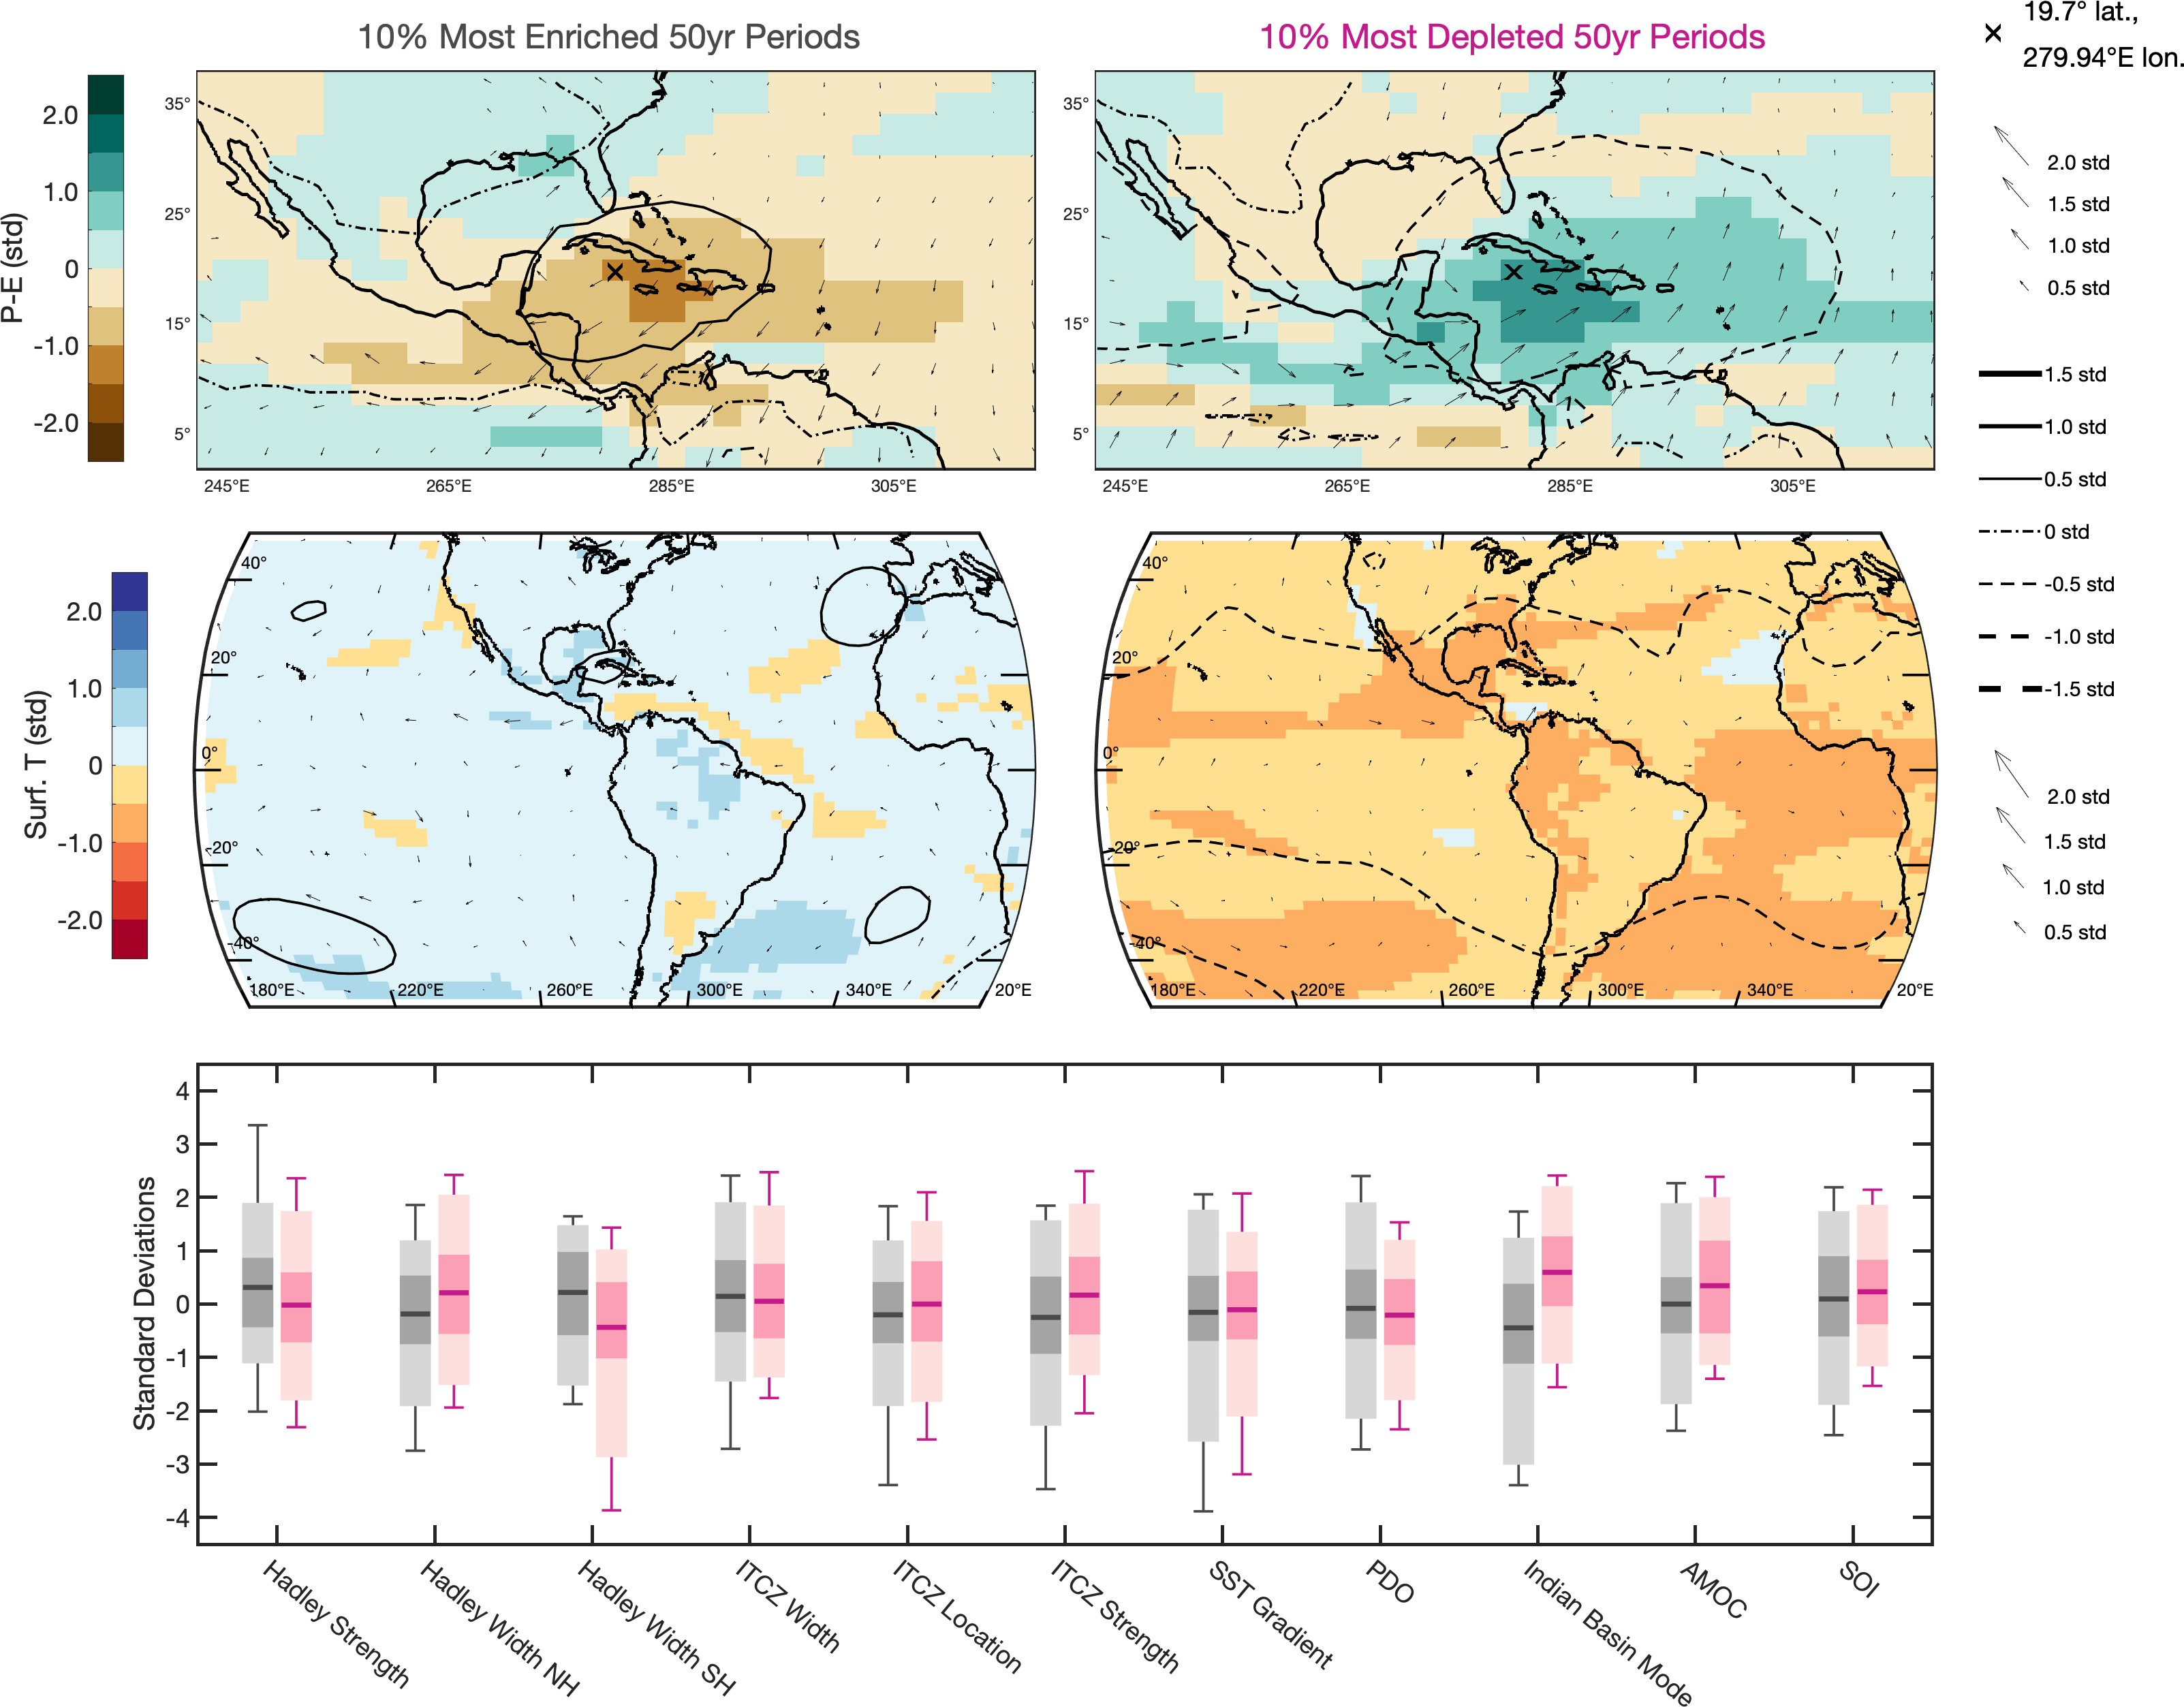 10% Most Enriched 50yr Periods
10% Most Depleted 50yr Periods
19.7° lat.,
279.94°E lon.
P-E (std)
2.0
1.0
0
-1.0
-2.0
35°
25°
15°
5°
245°E
265°E
285°E
305°E
35°
25°
15°
5°
245°E
265°E
285°E
305°E
2.0 std
1.5 std
1.0 std
0.5 std
1.5 std
1.0 std
0.5 std
0 std
-0.5 std
-1.0 std
-1.5 std
Surf. T (std)
2.0
1.0
0
-1.0
-2.0
40°
20°
0°
-20°
-40°
180°E
220°E
260°E
300°E
340°E
20°E
40°
20°
0°
-20°
-40°
180°E
220°E
260°E
300°E
340°E
20°E
2.0 std
1.5 std
1.0 std
0.5 std
Standard Deviations
4
3
2
1
0
-1
-2
-3
-4
Hadley Strength
Hadley Width NH
Hadley Width SH
ITCZ Width
ITCZ Location
ITCZ Strength
SST Gradient
PDO
Indian Basin Mode
AMOC
SOI